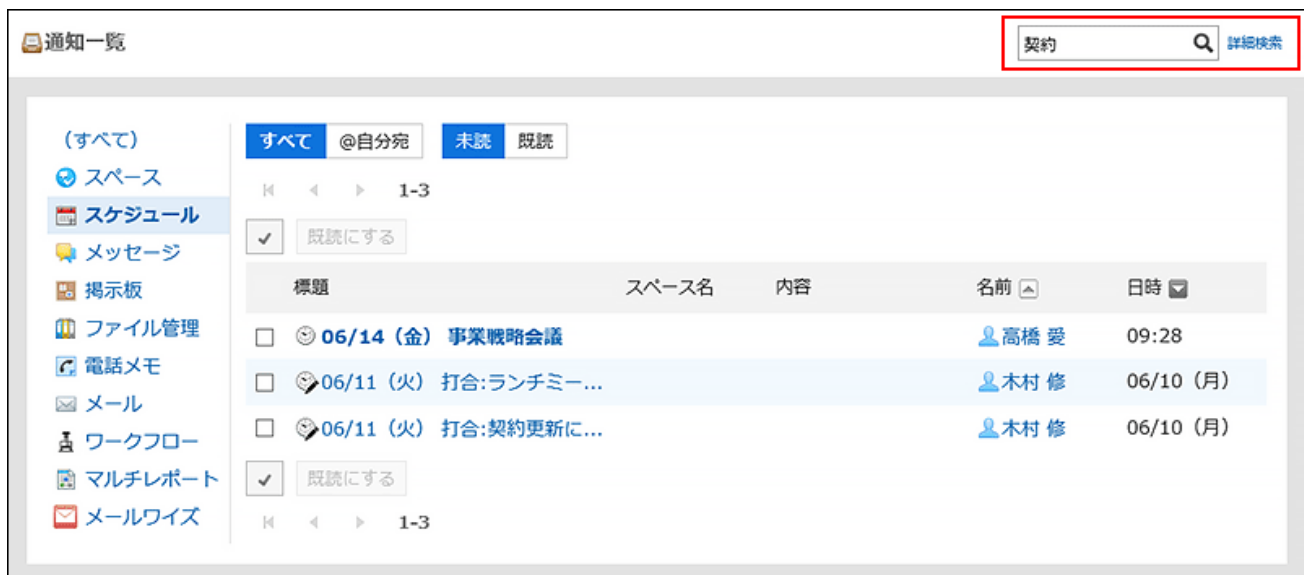 通知一覧
契約 詳細検索
(すべて)
スペース
スケジュール
メッセージ
掲示板
ファイル管理
電話メモ
メール
ワークフロー
マルチレポート
メールワイズ
すべて @自分宛 未読 既読
1-3
既読にする
標題 スペース名 内容 名前 日時
06/14（金） 事業戦略会議 高橋 愛 09:28
06/11（火） 打合:ランチミー... 木村 修 06/10（月）
06/11（火） 打合:契約更新に... 木村 修 06/10（月）
既読にする
1-3